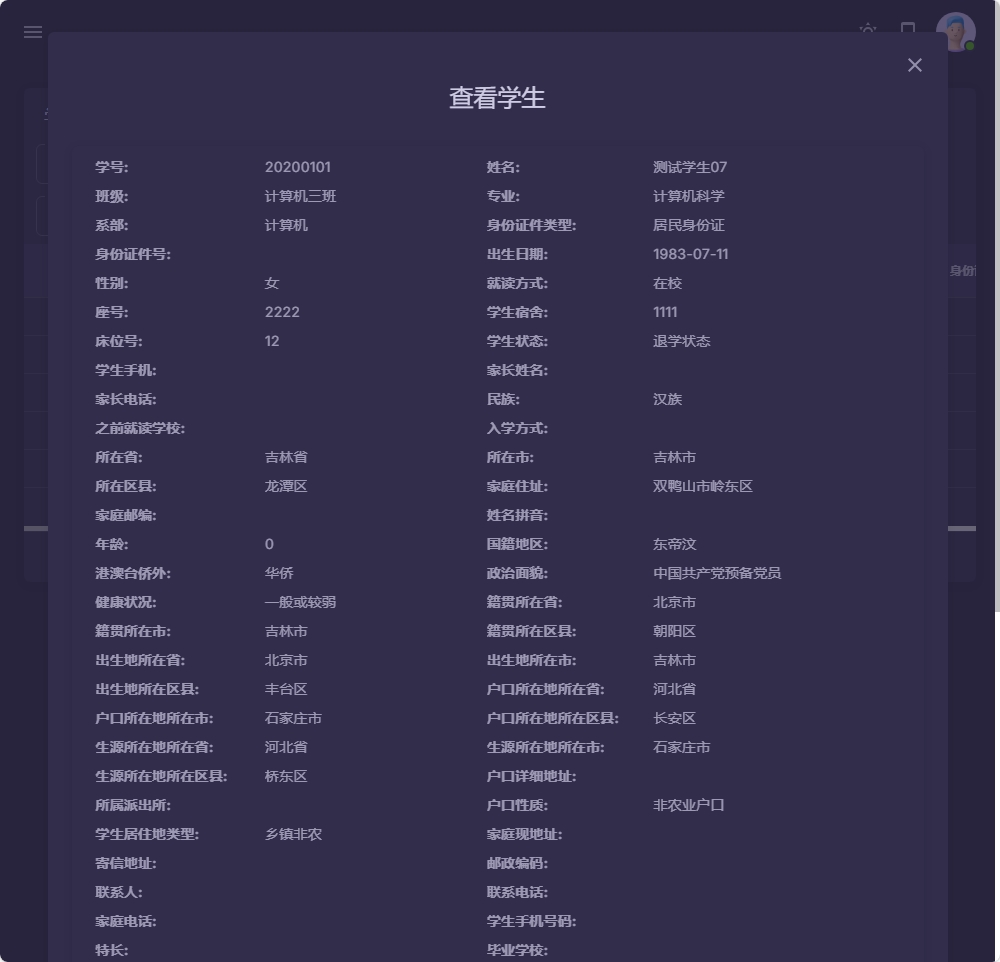 查看学生
学号: 20200101 姓名: 测试学生07
班级: 计算机三班 专业: 计算机科学
系部: 计算机 身份证件类型: 居民身份证
身份证件号: 出生日期: 1983-07-11
身份
性别: 女 就读方式: 在校
座号: 2222 学生宿舍: 1111
床位号: 12 学生状态: 退学状态
学生手机: 家长姓名:
家长电话: 民族: 汉族
之前就读学校: 入学方式:
所在省: 吉林省 所在市: 吉林市
所在区县: 龙潭区 家庭住址: 双鸭山市岭东区
家庭邮编: 姓名拼音:
年龄: 0 国籍地区: 东帝汶
港澳台侨外: 华侨 政治面貌: 中国共产党预备党员
健康状况: 一般或较弱 籍贯所在省: 北京市
籍贯所在市: 吉林市 籍贯所在区县: 朝阳区
出生地所在省: 北京市 出生地所在市: 吉林市
出生地所在区县: 丰台区 户口所在地所在省: 河北省
户口所在地所在市: 石家庄市 户口所在地所在区县: 长安区
生源所在地所在省: 河北省 生源所在地所在市: 石家庄市
生源所在地所在区县: 桥东区 户口详细地址:
所属派出所: 户口性质: 非农业户口
学生居住地类型: 乡镇非农 家庭现地址:
寄信地址: 邮政编码:
联系人: 联系电话:
家庭电话: 学生手机号码:
特长: 毕业学校: